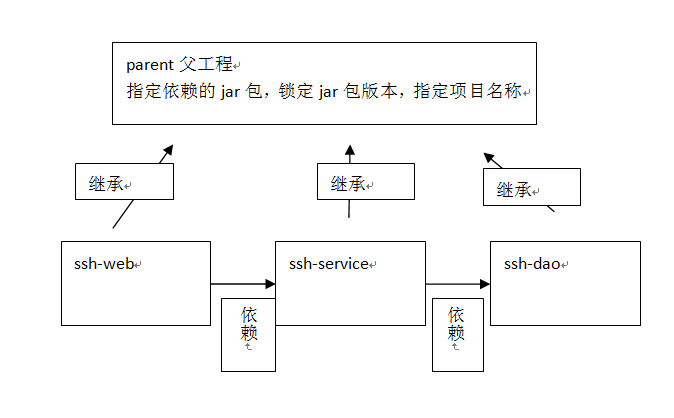 parent 父工程
指定依赖的 jar 包，锁定 jar 包版本，指定项目名称
继承
继承
继承
ssh-web
ssh-service
ssh-dao
依赖
依赖